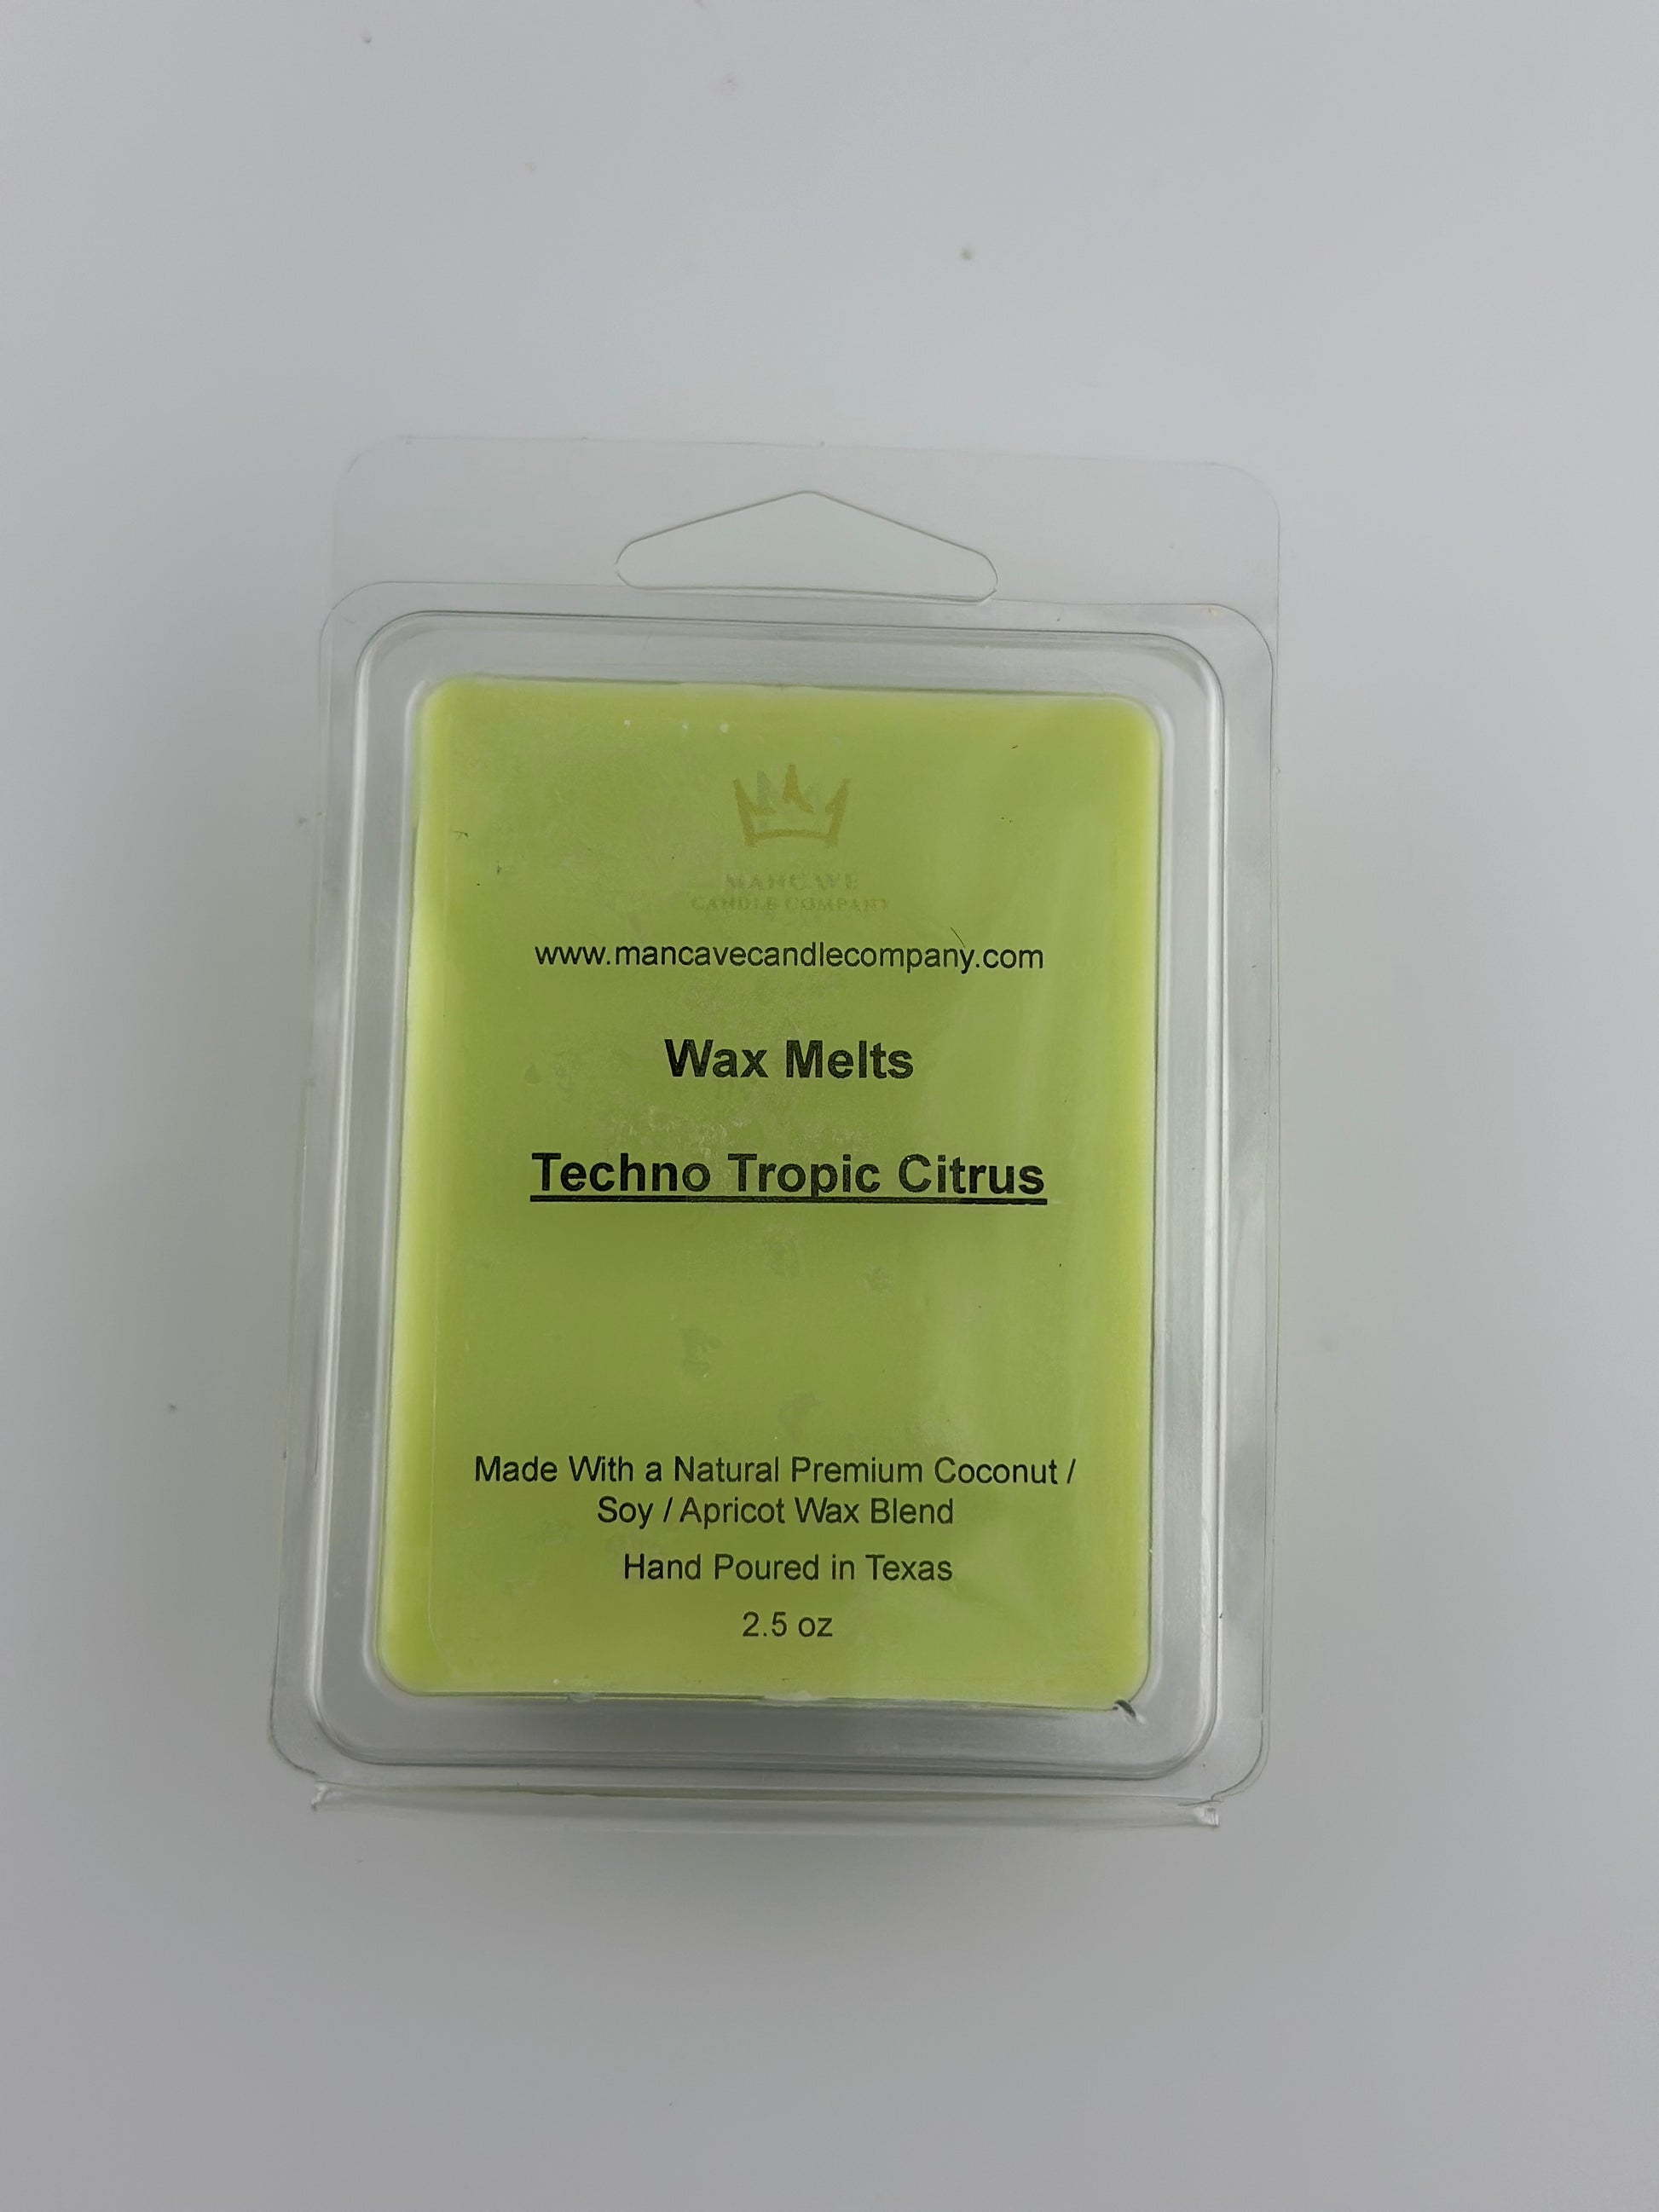 MANCAVE
CANDLE COMPANY
www.mancavecandlecompany.com
Wax Melts
Techno Tropic Citrus
Made With a Natural Premium Coconut /
Soy / Apricot Wax Blend
Hand Poured in Texas
2.5 oz